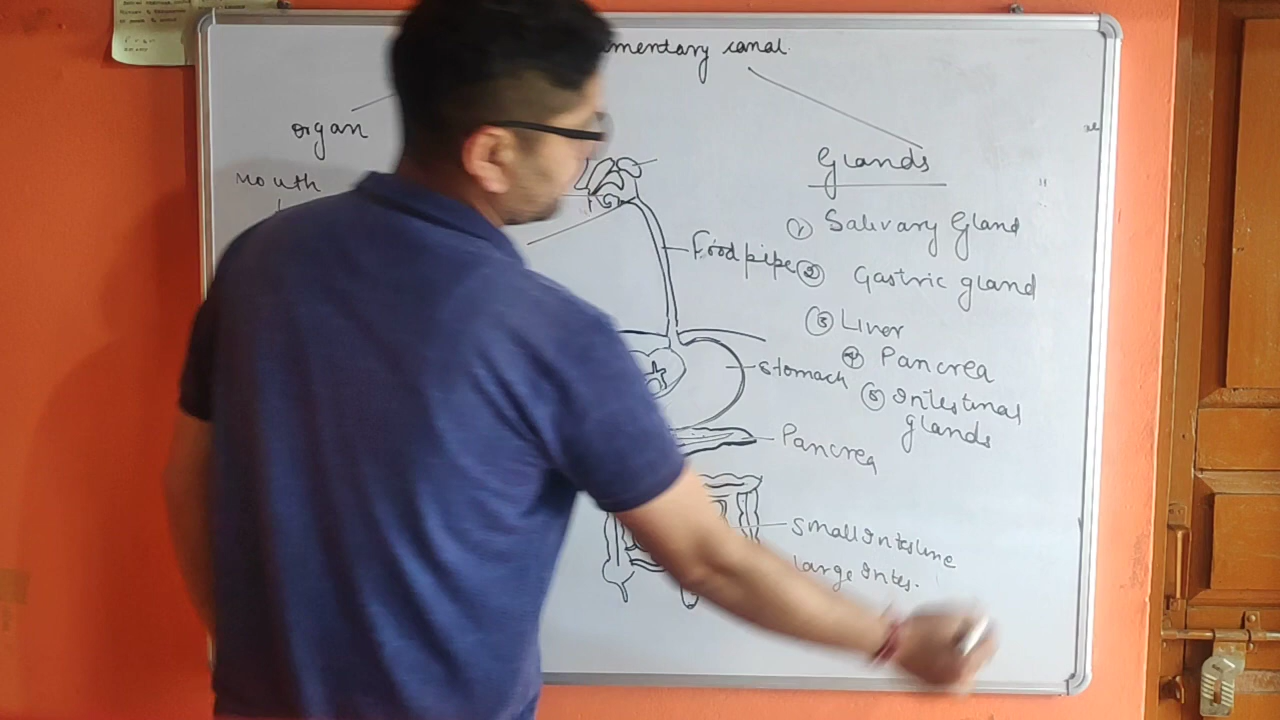 mentary canal.
organ
Glands
Mouth
① Salivary Gland
Food pipe
② Gastric gland
③ Liver
④ Pancrea
Stomach
⑤ Intestinal
glands
Pancrea
Small Intestine
large Intes.